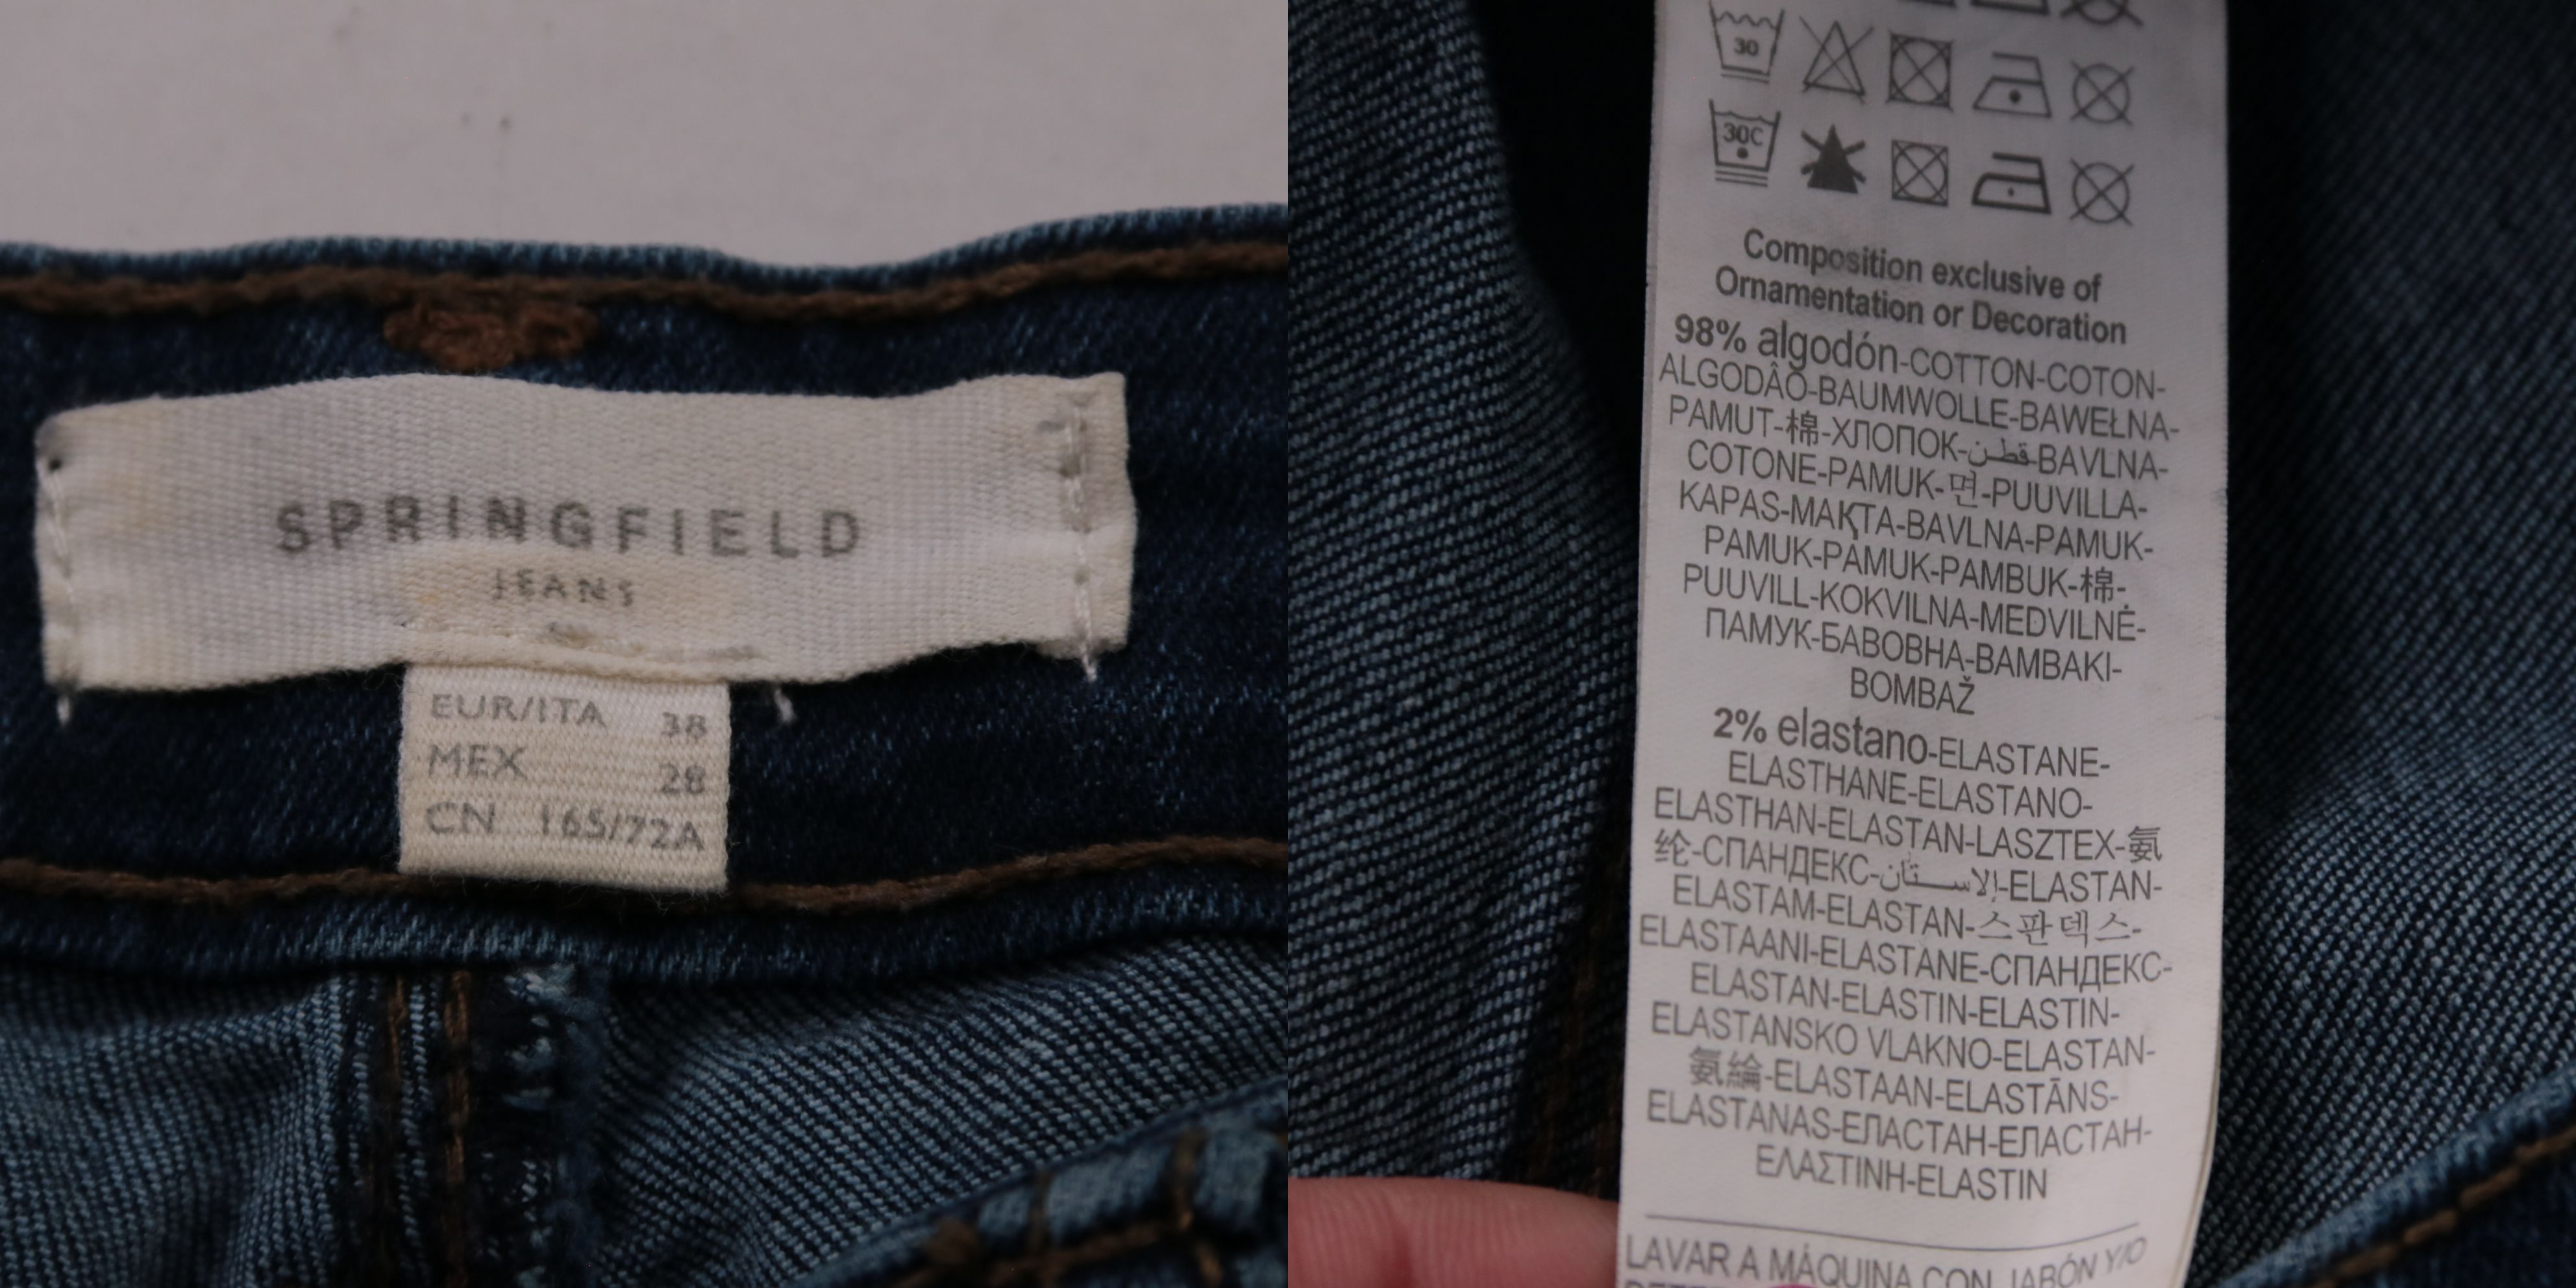 SPRINGFIELD
JEANS
EUR/ITA 38
MEX 28
CN 165/72A
30
30C
Composition exclusive of
Ornamentation or Decoration
98% algodón-COTTON-COTON-
ALGODÂO-BAUMWOLLE-BAWEŁNA-
PAMUT-棉-ХЛОПОК-قطن-BAVLNA-
COTONE-PAMUK-면-PUUVILLA-
KAPAS-МАҚТА-BAVLNA-PAMUK-
PAMUK-PAMUK-PAMBUK-棉-
PUUVILL-KOKVILNA-MEDVILNĖ-
ПАМУК-БАВОВНА-BAMBAKI-
BOMBAŽ
2% elastano-ELASTANE-
ELASTHANE-ELASTANO-
ELASTHAN-ELASTAN-LASZTEX-氨
纶-СПАНДЕКС-إلاستان-ELASTAN-
ELASTAM-ELASTAN-스판덱스-
ELASTAANI-ELASTANE-СПАНДЕКС-
ELASTAN-ELASTIN-ELASTIN-
ELASTANSKO VLAKNO-ELASTAN-
氨綸-ELASTAAN-ELASTĀNS-
ELASTANAS-ЕЛАСТАН-ЕЛАСТАН-
ΕΛΑΣΤΙΝΗ-ELASTIN
LAVAR A MÁQUINA CON JABÓN Y/O